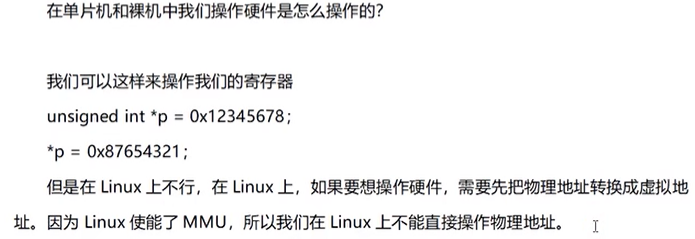 在单片机和裸机中我们操作硬件是怎么操作的?
我们可以这样来操作我们的寄存器
unsigned int *p = 0x12345678;
*p = 0x87654321;
但是在 Linux 上不行，在 Linux 上，如果要想操作硬件，需要先把物理地址转换成虚拟地
址。因为 Linux 使能了 MMU，所以我们在 Linux 上不能直接操作物理地址。